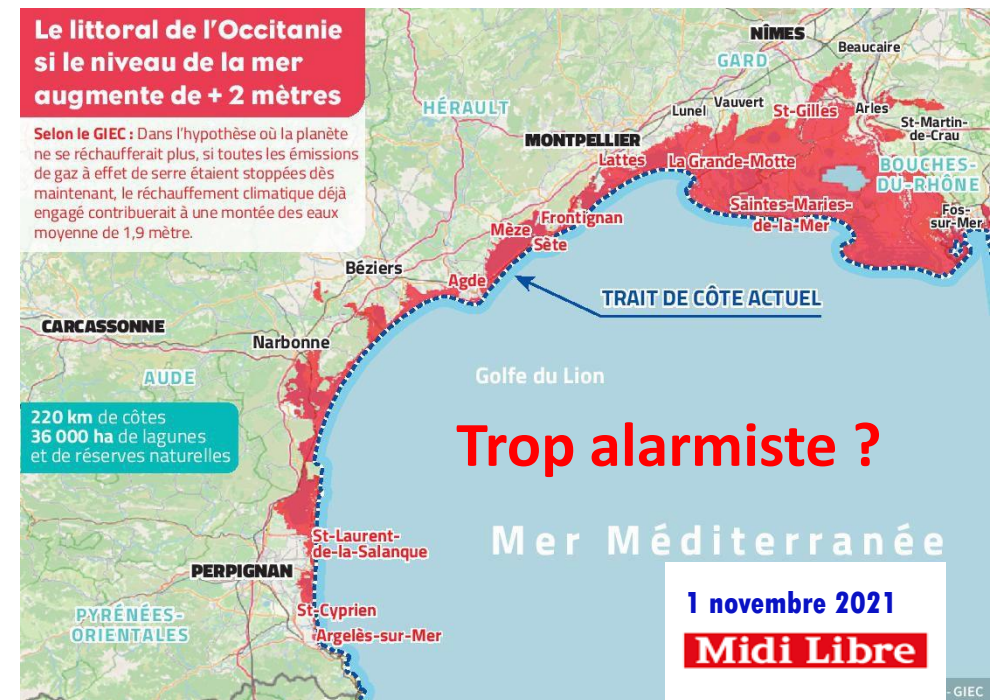 Le littoral de l'Occitanie
si le niveau de la mer
augmente de + 2 mètres
Selon le GIEC : Dans l'hypothèse où la planète
ne se réchaufferait plus, si toutes les émissions
de gaz à effet de serre étaient stoppées dès
maintenant, le réchauffement climatique déjà
engagé contribuerait à une montée des eaux
moyenne de 1,9 mètre.
NÎMES
Beaucaire
GARD
HÉRAULT
Lunel
Vauvert
St-Gilles
Arles
St-Martin-
de-Crau
MONTPELLIER
Lattes
La Grande-Motte
BOUCHES-
DU-RHÔNE
Saintes-Maries-
de-la-Mer
Fos-
sur-Mer
Frontignan
Mèze
Sète
Béziers
Agde
TRAIT DE CÔTE ACTUEL
CARCASSONNE
Narbonne
AUDE
Golfe du Lion
220 km de côtes
36 000 ha de lagunes
et de réserves naturelles
Trop alarmiste ?
Mer Méditerranée
St-Laurent-
de-la-Salanque
PERPIGNAN
St-Cyprien
PYRÉNÉES-
ORIENTALES
Argelès-sur-Mer
1 novembre 2021
Midi Libre
- GIEC